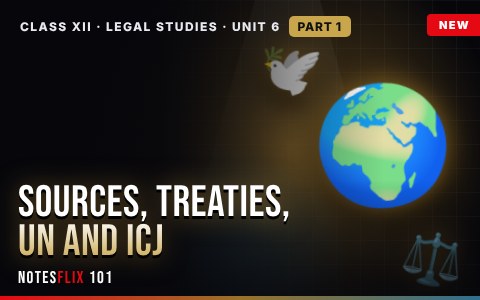 CLASS XII · LEGAL STUDIES · UNIT 6 PART 1
NEW
SOURCES, TREATIES,
UN AND ICJ
NOTESFLIX 101